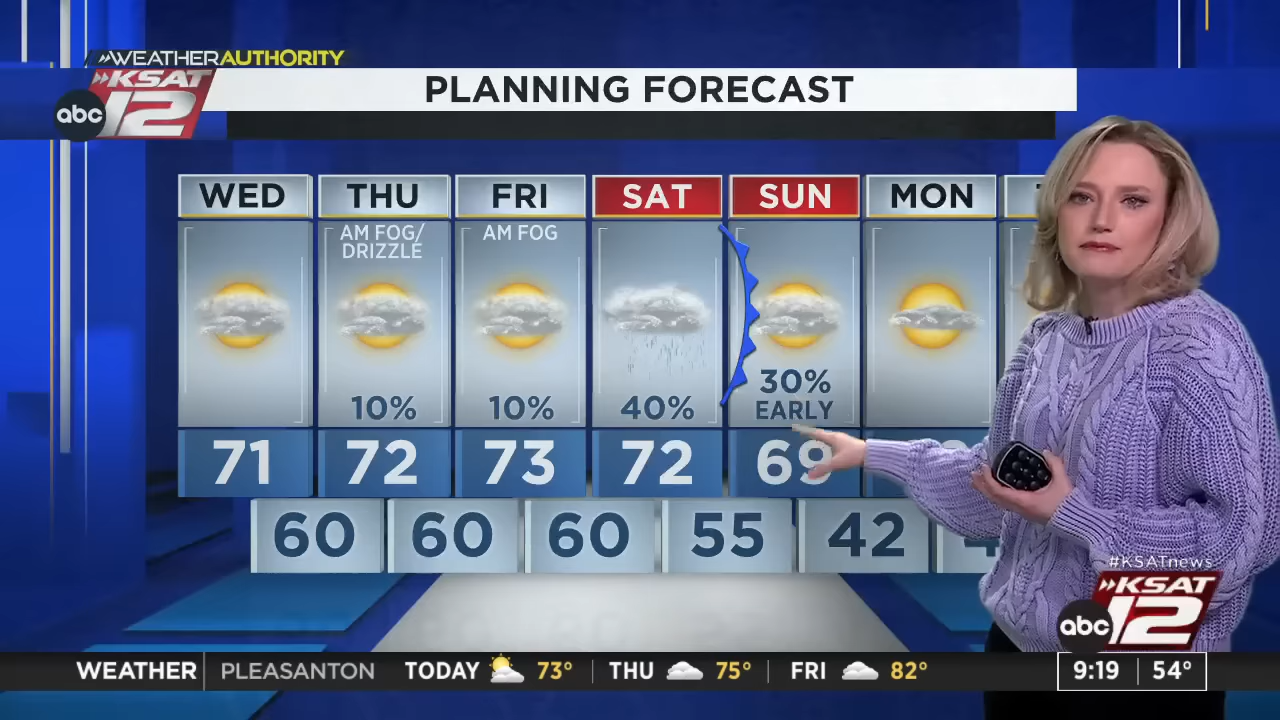 WEATHERAUTHORITY
KSAT
abc 12
PLANNING FORECAST
WED THU FRI SAT SUN MON
AM FOG/
DRIZZLE
AM FOG
10% 10% 40% 30%
EARLY
71 72 73 72 69
60 60 60 55 42
#KSATnews
KSAT
abc 12
WEATHER PLEASANTON TODAY 73° THU 75° FRI 82° 9:19 54°